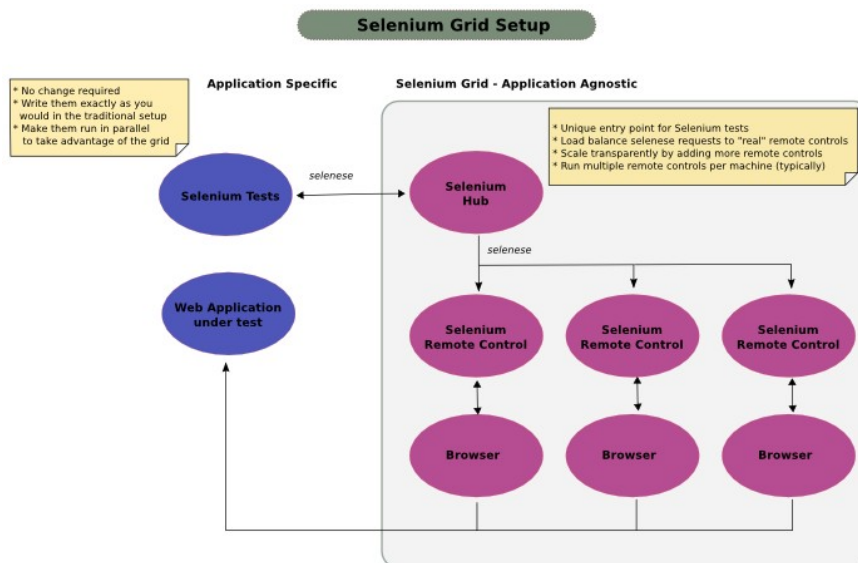 Selenium Grid Setup
Application Specific
Selenium Grid - Application Agnostic
* No change required
* Write them exactly as you
would in the traditional setup
* Make them run in parallel
to take advantage of the grid
* Unique entry point for Selenium tests
* Load balance selenese requests to "real" remote controls
* Scale transparently by adding more remote controls
* Run multiple remote controls per machine (typically)
Selenium Tests
selenese
Selenium
Hub
selenese
Web Application
under test
Selenium
Remote Control
Selenium
Remote Control
Selenium
Remote Control
Browser
Browser
Browser